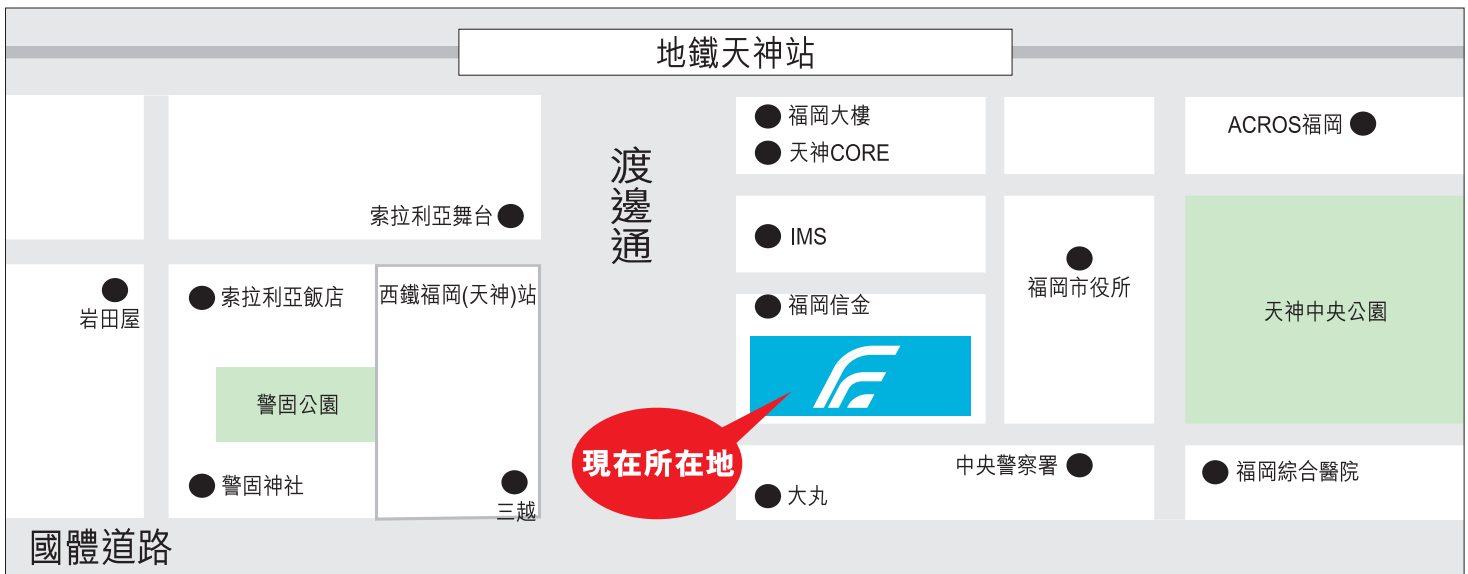 地鐵天神站
福岡大樓
天神CORE
ACROS福岡
渡邊通
索拉利亞舞台
IMS
福岡市役所
岩田屋
索拉利亞飯店
西鐵福岡(天神)站
福岡信金
天神中央公園
警固公園
現在所在地
警固神社
三越
大丸
中央警察署
福岡綜合醫院
國體道路